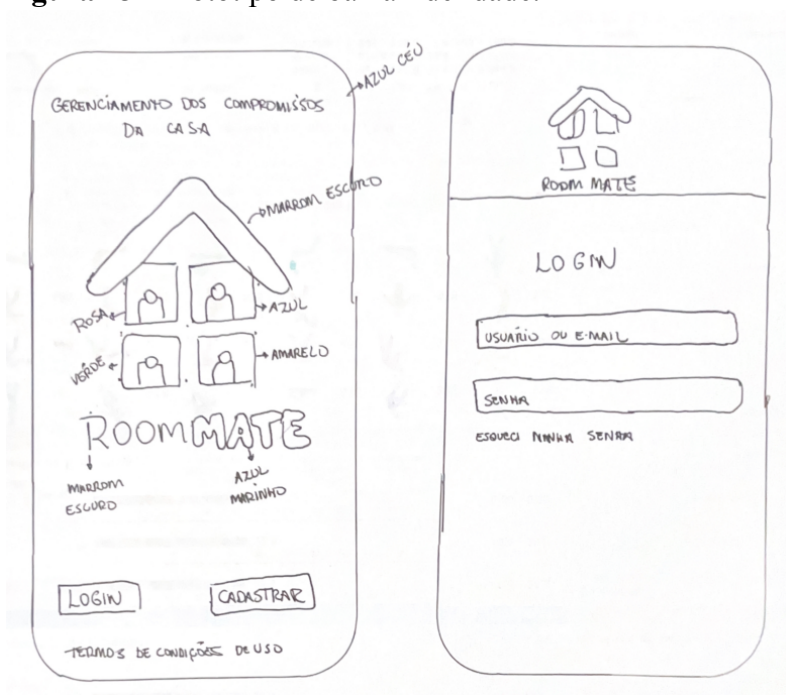 GERENCIAMENTO DOS COMPROMISSOS
DA CASA
AZUL CÉU
MARROM ESCURO
ROSA
AZUL
VERDE
AMARELO
ROOMMATE
MARROM
ESCURO
AZUL
MARINHO
LOGIN
CADASTRAR
TERMOS DE CONDIÇÕES DE USO
ROOM MATE
LOGIN
USUÁRIO OU E-MAIL
SENHA
ESQUECI MINHA SENHA